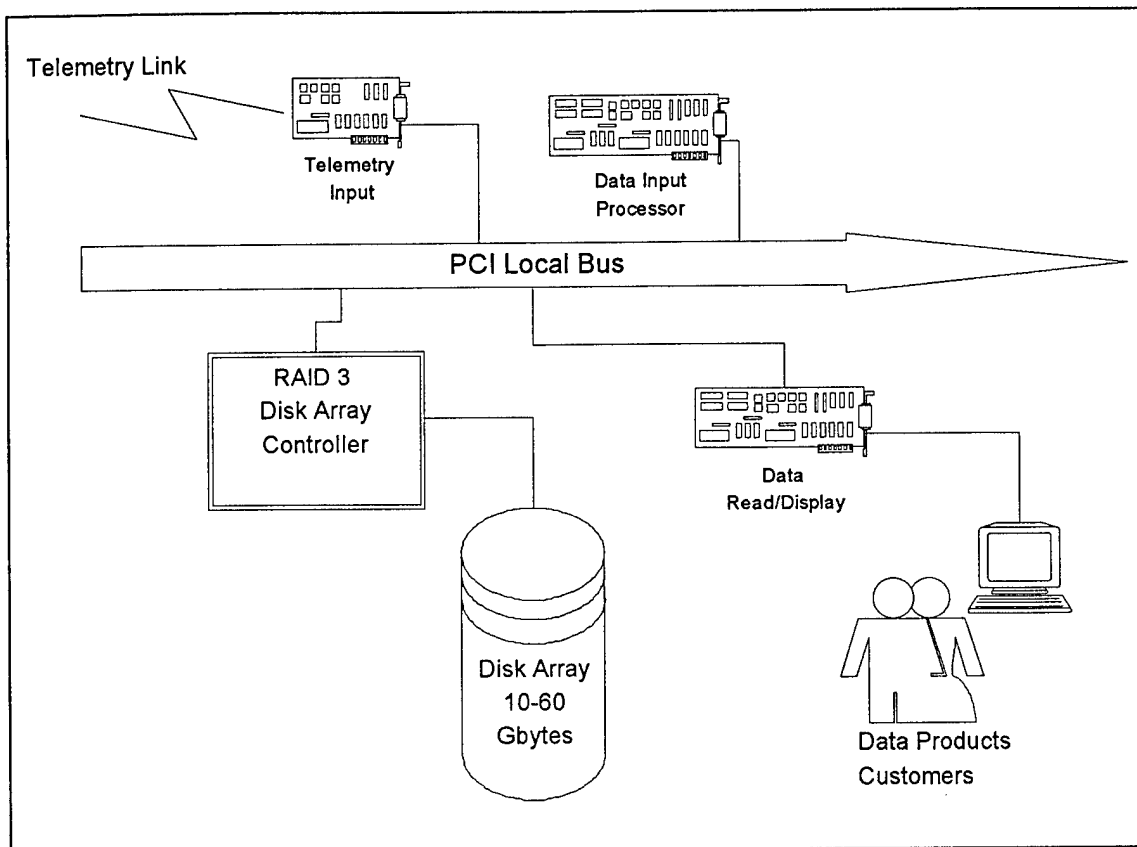 Telemetry Link
Telemetry
Input
Data Input
Processor
PCI Local Bus
RAID 3
Disk Array
Controller
Data
Read/Display
Disk Array
10-60
Gbytes
Data Products
Customers